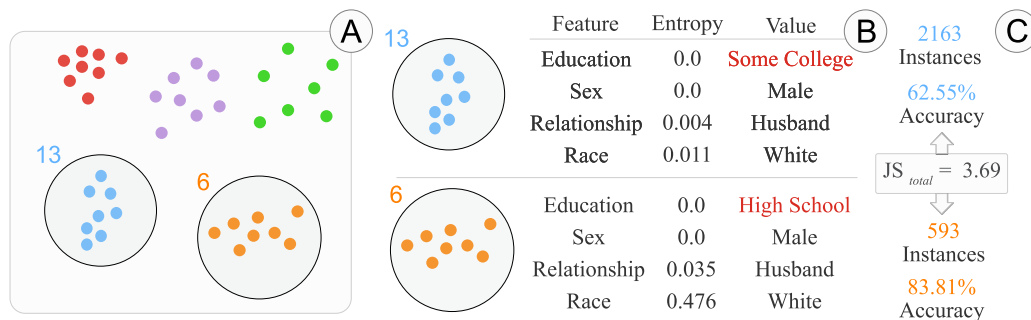 A
13
6
13
6
Feature Entropy Value
Education 0.0 Some College
Sex 0.0 Male
Relationship 0.004 Husband
Race 0.011 White
Education 0.0 High School
Sex 0.0 Male
Relationship 0.035 Husband
Race 0.476 White
B
C
2163
Instances
62.55%
Accuracy
JS total = 3.69
593
Instances
83.81%
Accuracy